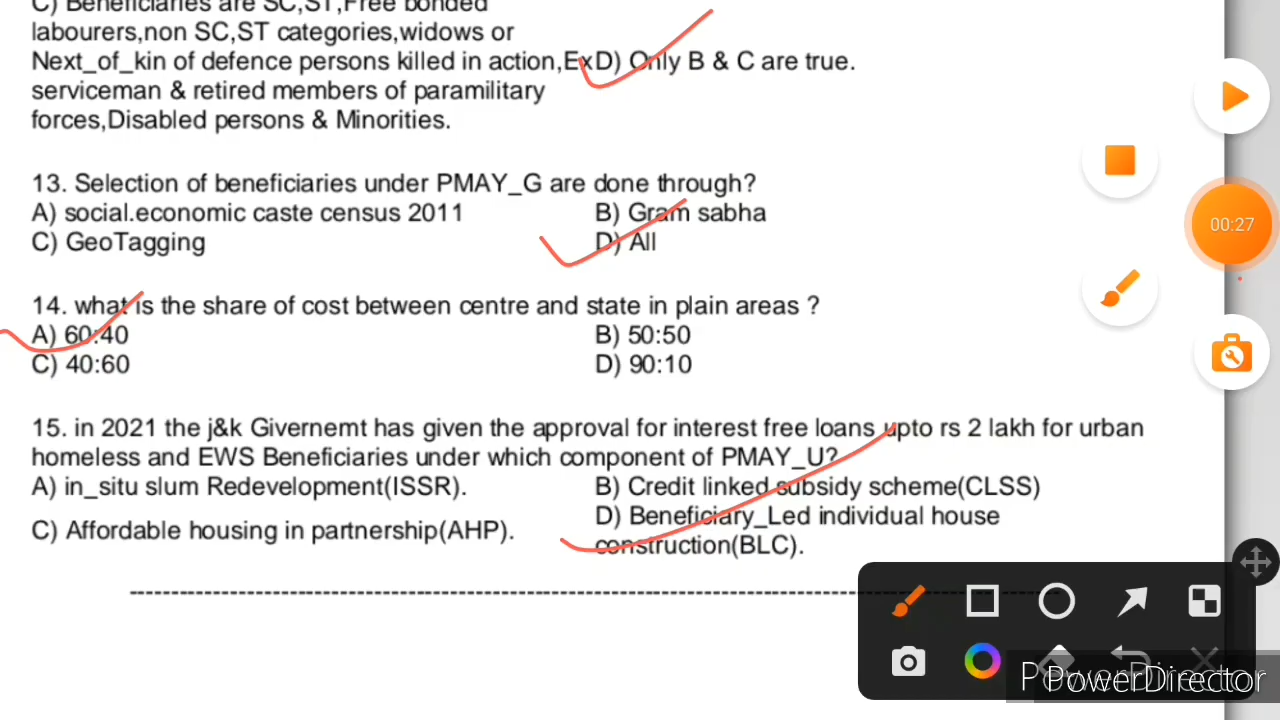 C) Beneficiaries are SC,ST,Free bonded
labourers,non SC,ST categories,widows or
Next_of_kin of defence persons killed in action,Ex
serviceman & retired members of paramilitary
forces,Disabled persons & Minorities.
D) Only B & C are true.
13. Selection of beneficiaries under PMAY_G are done through?
A) social.economic caste census 2011
B) Gram sabha
C) GeoTagging
D) All
14. what is the share of cost between centre and state in plain areas ?
A) 60:40
B) 50:50
C) 40:60
D) 90:10
15. in 2021 the j&k Givernemt has given the approval for interest free loans upto rs 2 lakh for urban
homeless and EWS Beneficiaries under which component of PMAY_U?
A) in_situ slum Redevelopment(ISSR).
B) Credit linked subsidy scheme(CLSS)
C) Affordable housing in partnership(AHP).
D) Beneficiary_Led individual house
construction(BLC).
00:27
PowerDirector